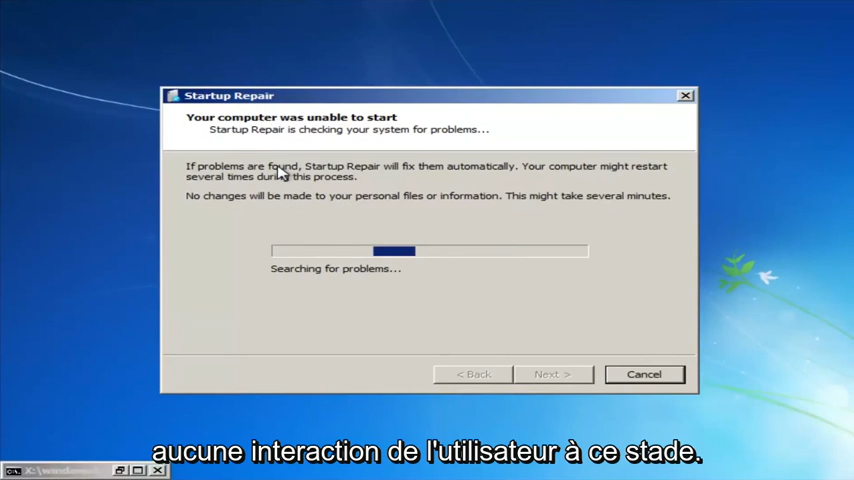 Startup Repair
Your computer was unable to start
Startup Repair is checking your system for problems...
If problems are found, Startup Repair will fix them automatically. Your computer might restart
several times during this process.
No changes will be made to your personal files or information. This might take several minutes.
Searching for problems...
< Back
Next >
Cancel
aucune interaction de l'utilisateur à ce stade.